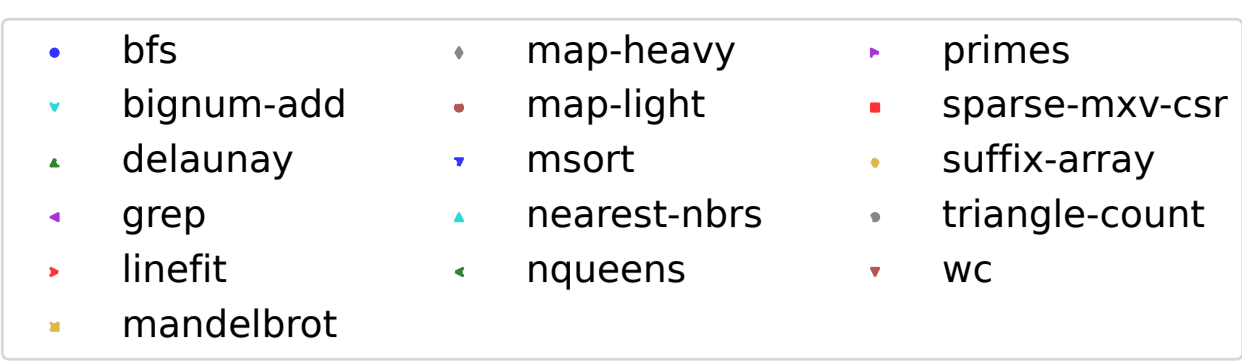 bfs
bignum-add
delaunay
grep
linefit
mandelbrot
map-heavy
map-light
msort
nearest-nbrs
nqueens
primes
sparse-mxv-csr
suffix-array
triangle-count
wc